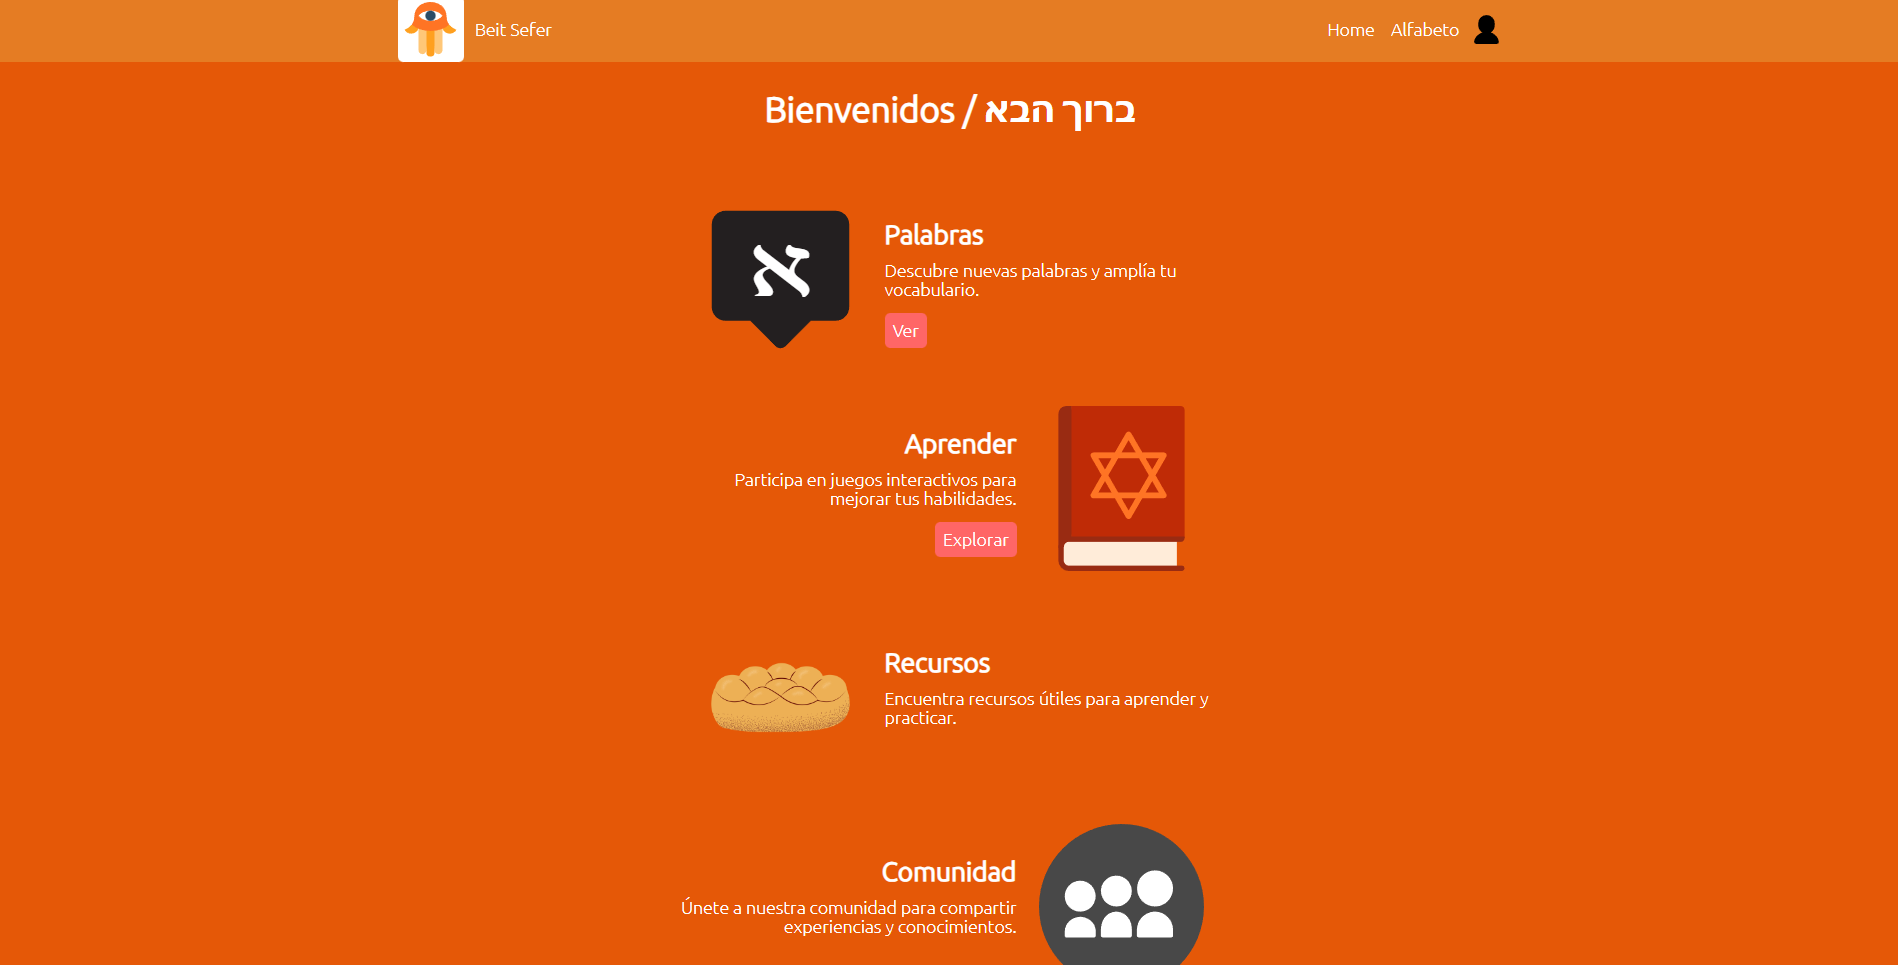 Beit Sefer
Home
Alfabeto
Bienvenidos / ברוך הבא
א
Palabras
Descubre nuevas palabras y amplía tu
vocabulario.
Ver
Aprender
Participa en juegos interactivos para
mejorar tus habilidades.
Explorar
Recursos
Encuentra recursos útiles para aprender y
practicar.
Comunidad
Únete a nuestra comunidad para compartir
experiencias y conocimientos.